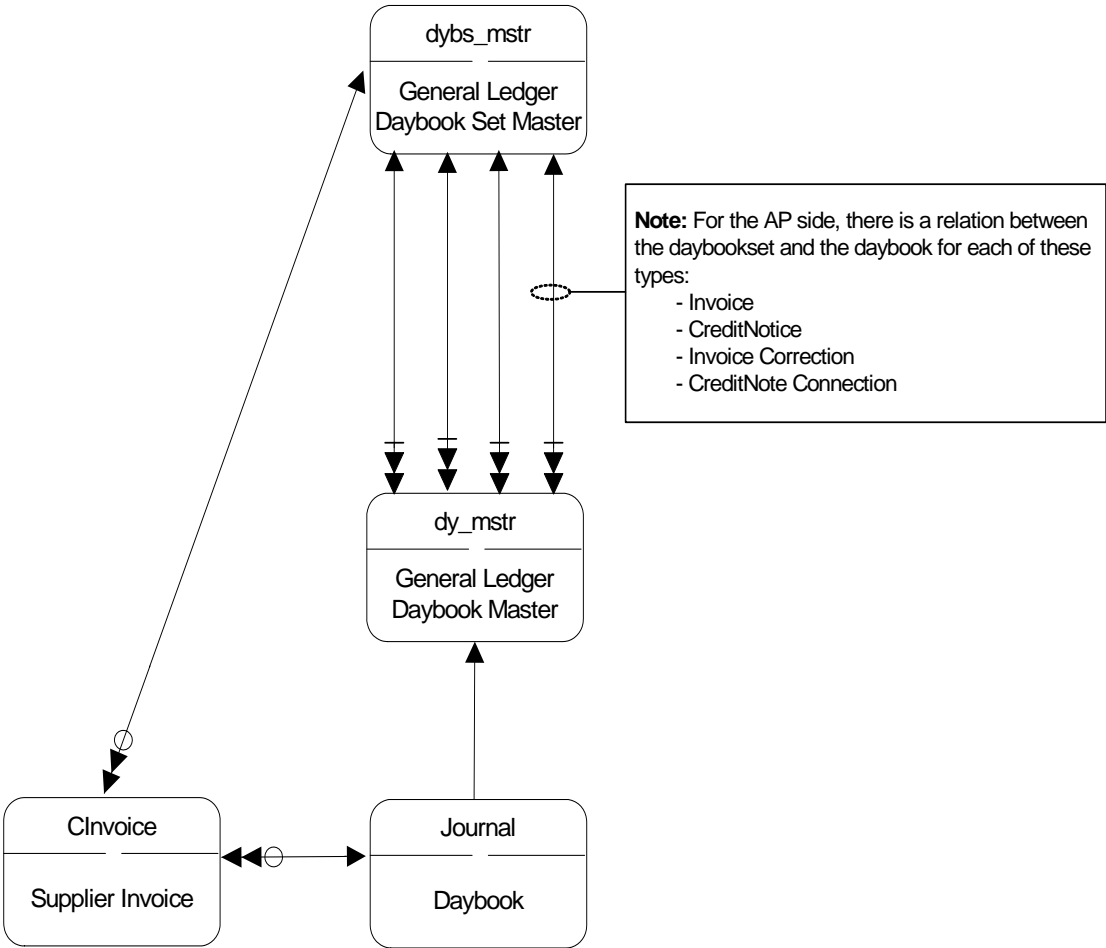 dybs_mstr
General Ledger
Daybook Set Master
Note: For the AP side, there is a relation between
the daybookset and the daybook for each of these
types:
- Invoice
- CreditNotice
- Invoice Correction
- CreditNote Connection
dy_mstr
General Ledger
Daybook Master
CInvoice
Supplier Invoice
Journal
Daybook